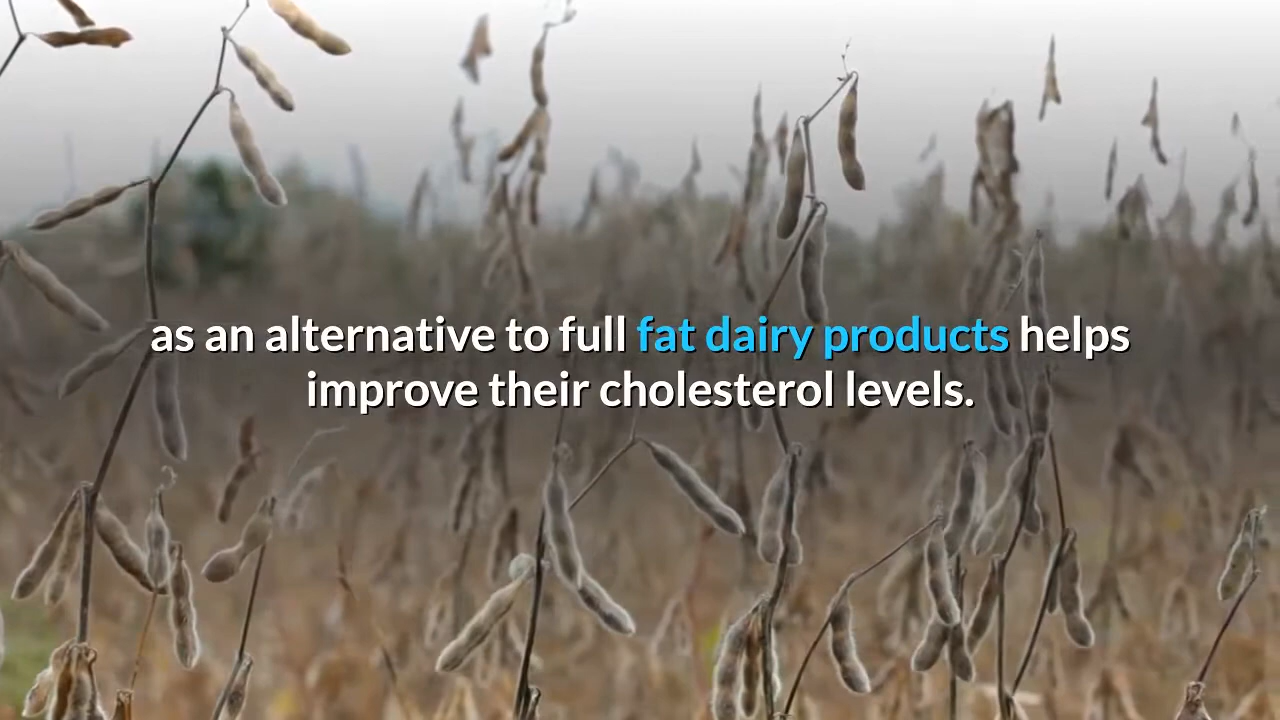 as an alternative to full fat dairy products helps
improve their cholesterol levels.